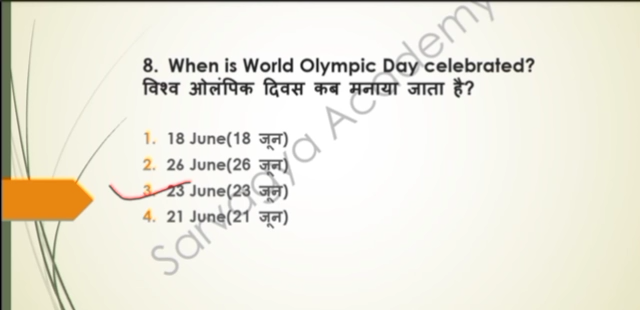 8. When is World Olympic Day celebrated?
विश्व ओलंपिक दिवस कब मनाया जाता है?
1. 18 June(18 जून)
2. 26 June(26 जून)
3. 23 June(23 जून)
4. 21 June(21 जून)
Sarvagya Academy